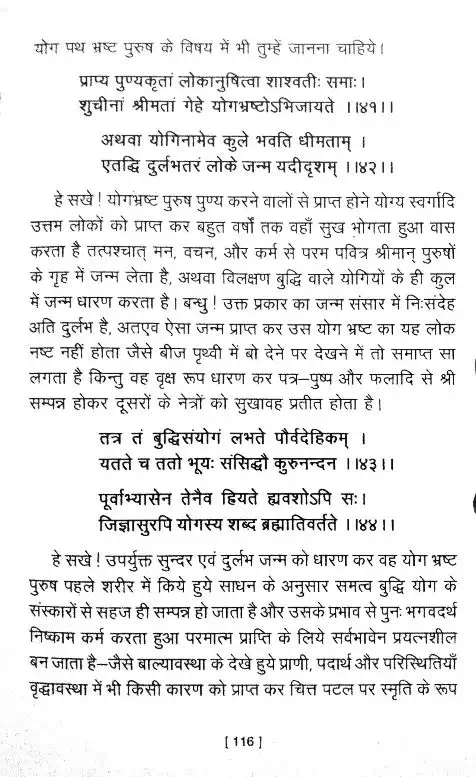 योग पथ भ्रष्ट पुरुष के विषय में भी तुम्हें जानना चाहिये।
प्राप्य पुण्यकृतां लोकानुषित्वा शाश्वतीः समाः।
शुचीनां श्रीमतां गेहे योगभ्रष्टोऽभिजायते ।।४१।।
अथवा योगिनामेव कुले भवति धीमताम् ।
एतद्धि दुर्लभतरं लोके जन्म यदीदृशम् ।।४२।।
हे सखे ! योगभ्रष्ट पुरुष पुण्य करने वालों से प्राप्त होने योग्य स्वर्गादि
उत्तम लोकों को प्राप्त कर बहुत वर्षों तक वहाँ सुख भोगता हुआ वास
करता है तत्पश्चात् मन, वचन, और कर्म से परम पवित्र श्रीमान् पुरुषों
के गृह में जन्म लेता है, अथवा विलक्षण बुद्धि वाले योगियों के ही कुल
में जन्म धारण करता है। बन्धु ! उक्त प्रकार का जन्म संसार में निःसंदेह
अति दुर्लभ है, अतएव ऐसा जन्म प्राप्त कर उस योग भ्रष्ट का यह लोक
नष्ट नहीं होता जैसे बीज पृथ्वी में बो देने पर देखने में तो समाप्त सा
लगता है किन्तु वह वृक्ष रूप धारण कर पत्र–पुष्प और फलादि से श्री
सम्पन्न होकर दूसरों के नेत्रों को सुखावह प्रतीत होता है।
तत्र तं बुद्धिसंयोगं लभते पौर्वदेहिकम् ।
यतते च ततो भूयः संसिद्धौ कुरुनन्दन ।।४३।।
पूर्वाभ्यासेन तेनैव ह्रियते ह्यवशोऽपि सः।
जिज्ञासुरपि योगस्य शब्द ब्रह्मातिवर्तते ।।४४।।
हे सखे ! उपर्युक्त सुन्दर एवं दुर्लभ जन्म को धारण कर वह योग भ्रष्ट
पुरुष पहले शरीर में किये हुये साधन के अनुसार समत्व बुद्धि योग के
संस्कारों से सहज ही सम्पन्न हो जाता है और उसके प्रभाव से पुनः भगवदर्थ
निष्काम कर्म करता हुआ परमात्म प्राप्ति के लिये सर्वभावेन प्रयत्नशील
बन जाता है–जैसे बाल्यावस्था के देखे हुये प्राणी, पदार्थ और परिस्थितियाँ
वृद्धावस्था में भी किसी कारण को प्राप्त कर चित्त पटल पर स्मृति के रूप
[ 116 ]